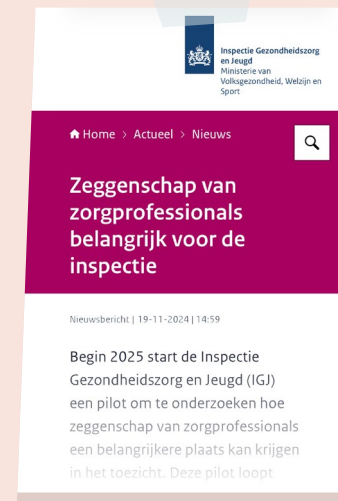 Inspectie Gezondheidszorg
en Jeugd
Ministerie van
Volksgezondheid, Welzijn en
Sport
Home > Actueel > Nieuws
Zeggenschap van
zorgprofessionals
belangrijk voor de
inspectie
Nieuwsbericht | 19-11-2024 | 14:59
Begin 2025 start de Inspectie
Gezondheidszorg en Jeugd (IGJ)
een pilot om te onderzoeken hoe
zeggenschap van zorgprofessionals
een belangrijkere plaats kan krijgen
in het toezicht. Deze pilot loopt